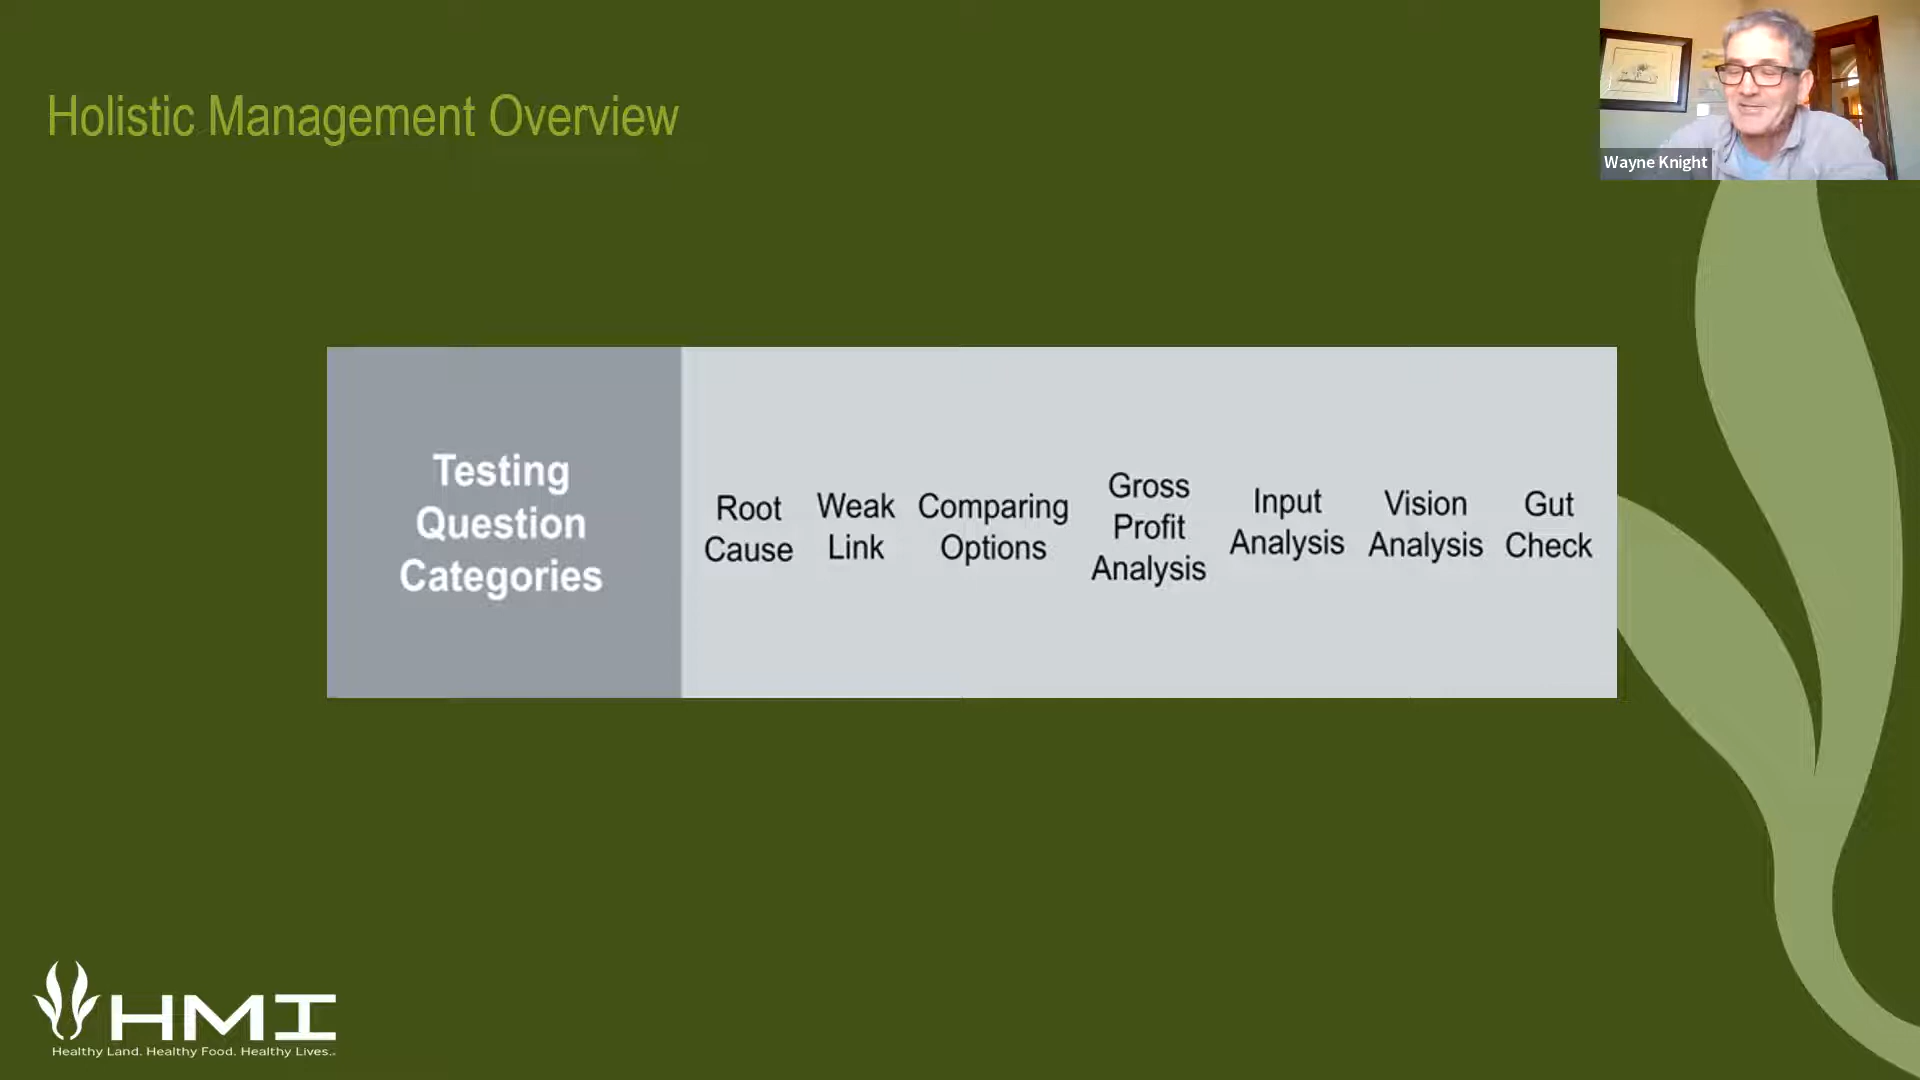 Holistic Management Overview
Wayne Knight
Testing
Question
Categories
Root
Cause
Weak
Link
Comparing
Options
Gross
Profit
Analysis
Input
Analysis
Vision
Analysis
Gut
Check
HMI
Healthy Land. Healthy Food. Healthy Lives..